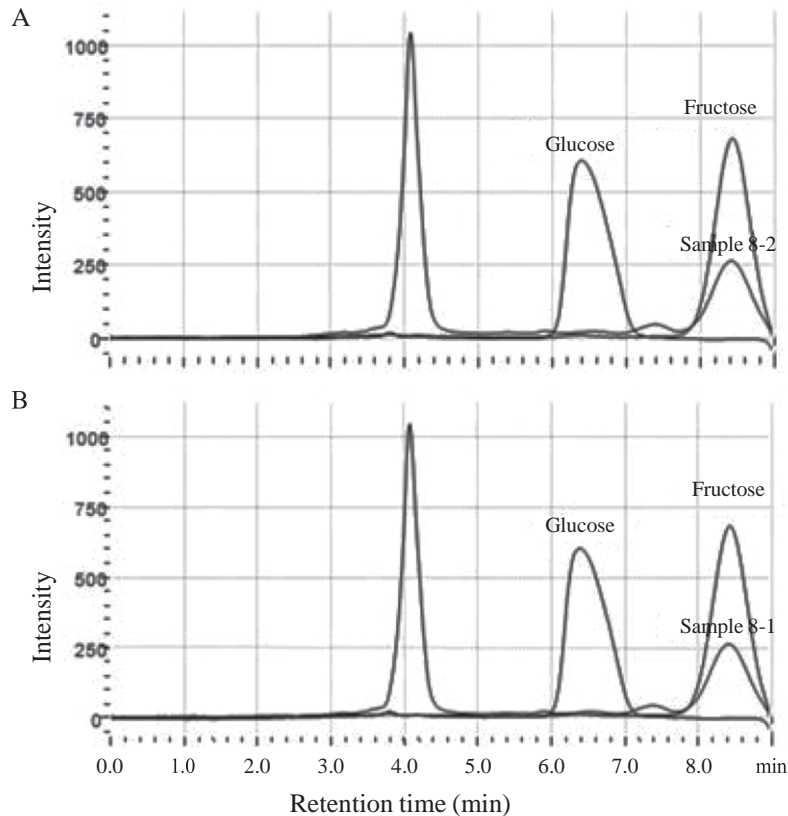 A
1000
750
500
250
0
Intensity
Glucose
Fructose
Sample 8-2
B
1000
750
500
250
0
Intensity
Glucose
Fructose
Sample 8-1
0.0 1.0 2.0 3.0 4.0 5.0 6.0 7.0 8.0 min
Retention time (min)